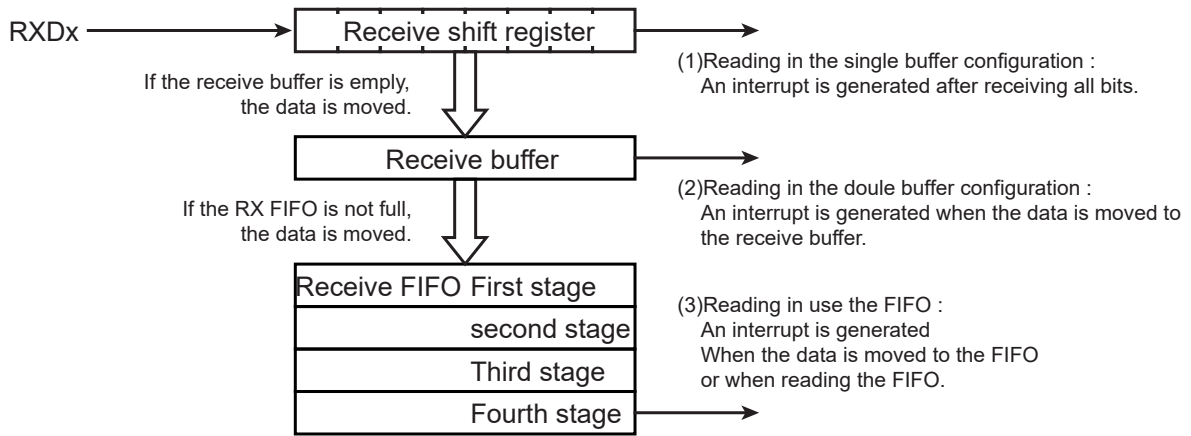 RXDx
Receive shift register
(1)Reading in the single buffer configuration :
An interrupt is generated after receiving all bits.
If the receive buffer is emply,
the data is moved.
Receive buffer
(2)Reading in the doule buffer configuration :
An interrupt is generated when the data is moved to
the receive buffer.
If the RX FIFO is not full,
the data is moved.
Receive FIFO First stage
second stage
Third stage
Fourth stage
(3)Reading in use the FIFO :
An interrupt is generated
When the data is moved to the FIFO
or when reading the FIFO.